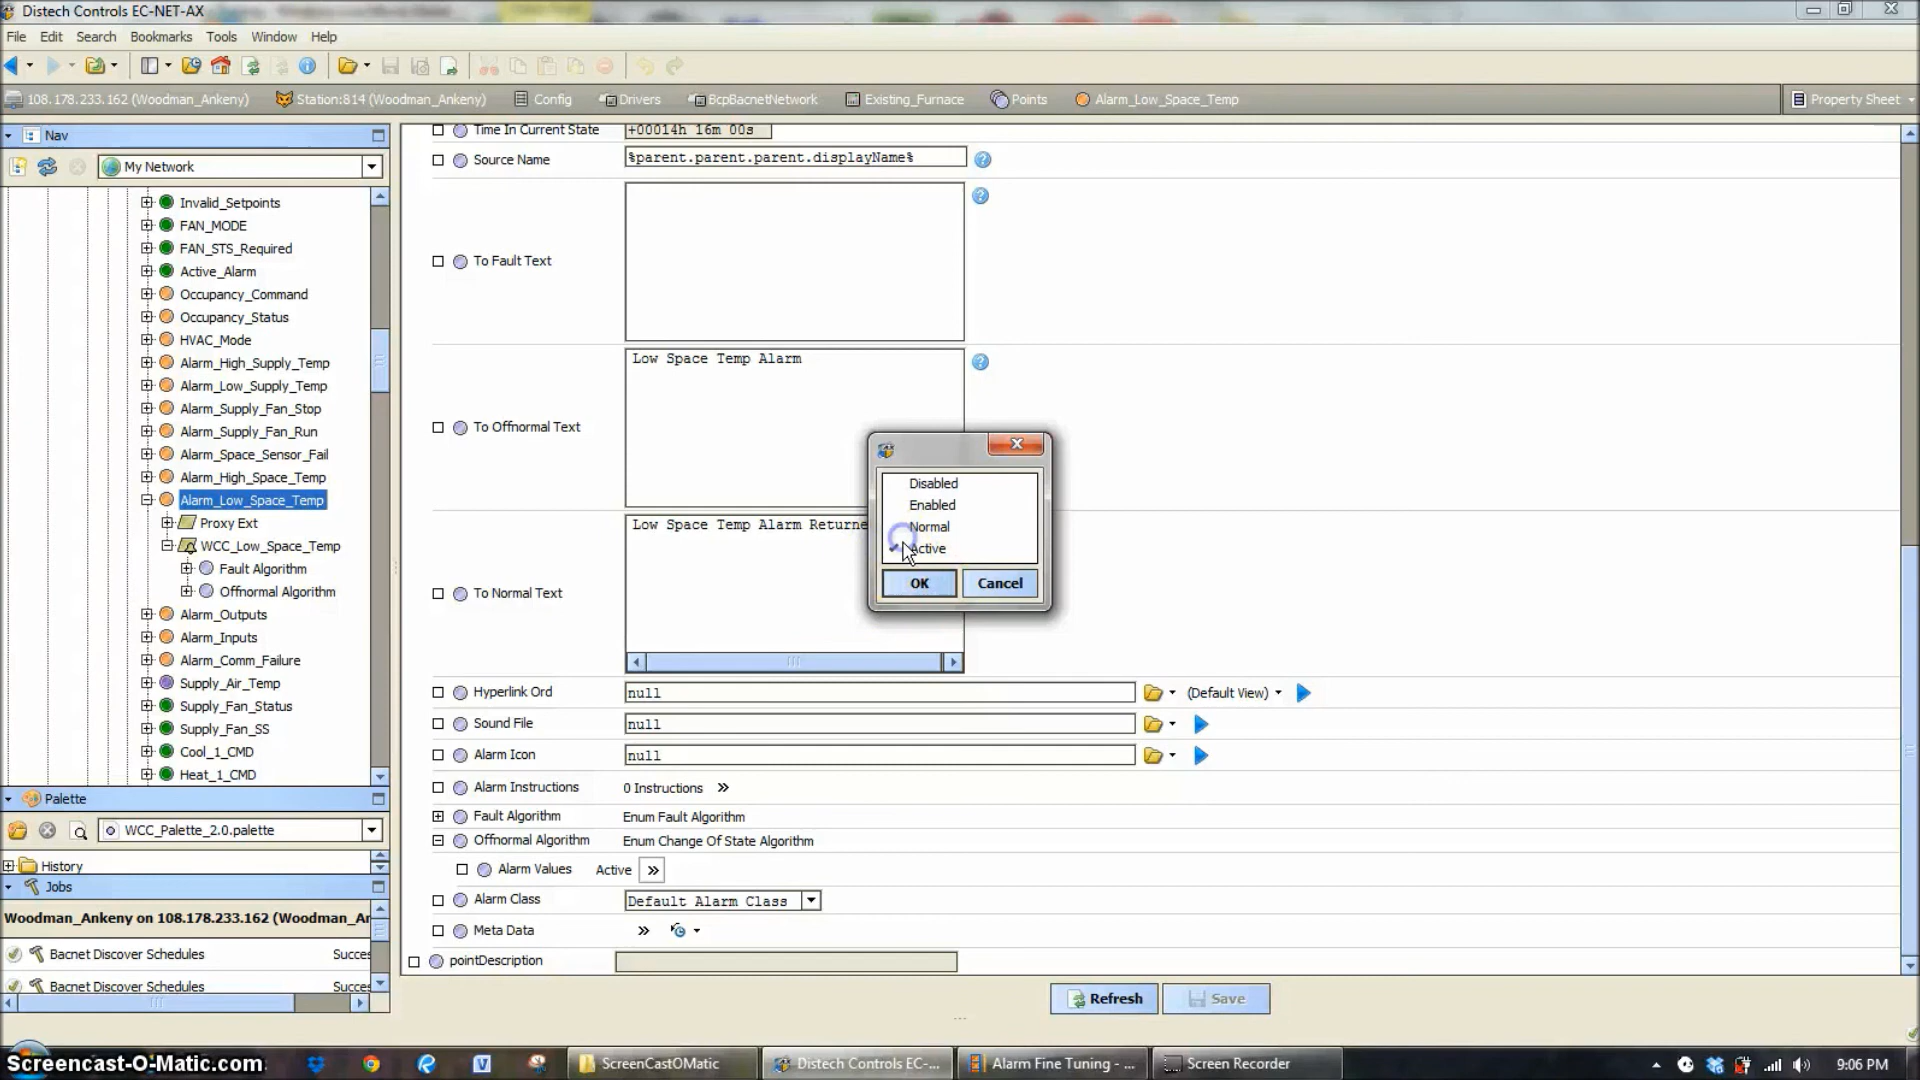 Distech Controls EC-NET-AX
File Edit Search Bookmarks Tools Window Help
108.178.233.162 (Woodman_Ankeny) Station:814 (Woodman_Ankeny) Config Drivers BcpBacnetNetwork Existing_Furnace Points Alarm_Low_Space_Temp Property Sheet
Nav
My Network
Invalid_Setpoints
FAN_MODE
FAN_STS_Required
Active_Alarm
Occupancy_Command
Occupancy_Status
HVAC_Mode
Alarm_High_Supply_Temp
Alarm_Low_Supply_Temp
Alarm_Supply_Fan_Stop
Alarm_Supply_Fan_Run
Alarm_Space_Sensor_Fail
Alarm_High_Space_Temp
Alarm_Low_Space_Temp
Proxy Ext
WCC_Low_Space_Temp
Fault Algorithm
Offnormal Algorithm
Alarm_Outputs
Alarm_Inputs
Alarm_Comm_Failure
Supply_Air_Temp
Supply_Fan_Status
Supply_Fan_SS
Cool_1_CMD
Heat_1_CMD
Palette
WCC_Palette_2.0.palette
History
Jobs
Woodman_Ankeny on 108.178.233.162 (Woodman_Ar
Bacnet Discover Schedules Succes
Bacnet Discover Schedules Succes
Time In Current State +00014h 16m 00s
Source Name %parent.parent.parent.displayName%
To Fault Text
To Offnormal Text Low Space Temp Alarm
To Normal Text Low Space Temp Alarm Returne
Disabled
Enabled
Normal
Active
OK Cancel
Hyperlink Ord null (Default View)
Sound File null
Alarm Icon null
Alarm Instructions 0 Instructions »
Fault Algorithm Enum Fault Algorithm
Offnormal Algorithm Enum Change Of State Algorithm
Alarm Values Active »
Alarm Class Default Alarm Class
Meta Data »
pointDescription
Refresh Save
Screencast-O-Matic.com
ScreenCastOMatic
Distech Controls EC-...
Alarm Fine Tuning - ...
Screen Recorder
9:06 PM